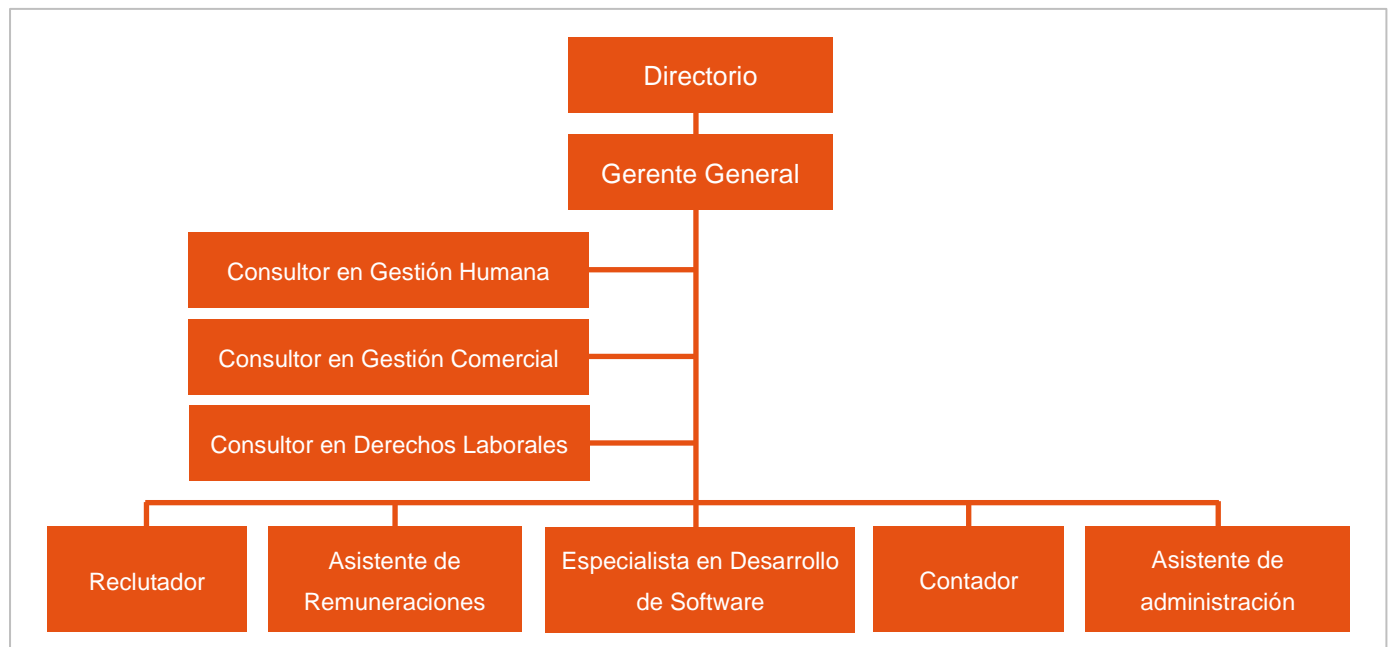 Directorio
Gerente General
Consultor en Gestión Humana
Consultor en Gestión Comercial
Consultor en Derechos Laborales
Reclutador
Asistente de
Remuneraciones
Especialista en Desarrollo
de Software
Contador
Asistente de
administración